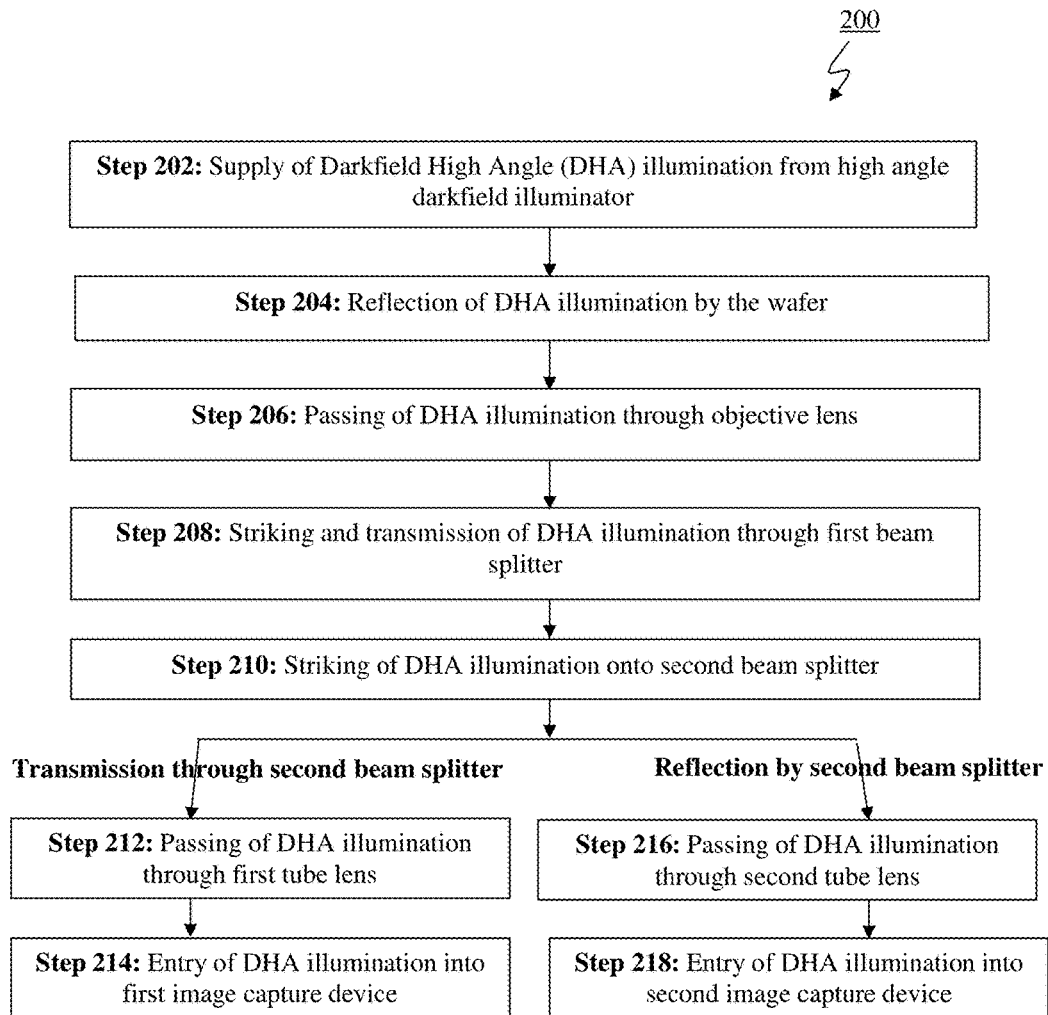 200
Step 202: Supply of Darkfield High Angle (DHA) illumination from high angle
darkfield illuminator
Step 204: Reflection of DHA illumination by the wafer
Step 206: Passing of DHA illumination through objective lens
Step 208: Striking and transmission of DHA illumination through first beam
splitter
Step 210: Striking of DHA illumination onto second beam splitter
Transmission through second beam splitter
Reflection by second beam splitter
Step 212: Passing of DHA illumination
through first tube lens
Step 216: Passing of DHA illumination
through second tube lens
Step 214: Entry of DHA illumination into
first image capture device
Step 218: Entry of DHA illumination into
second image capture device